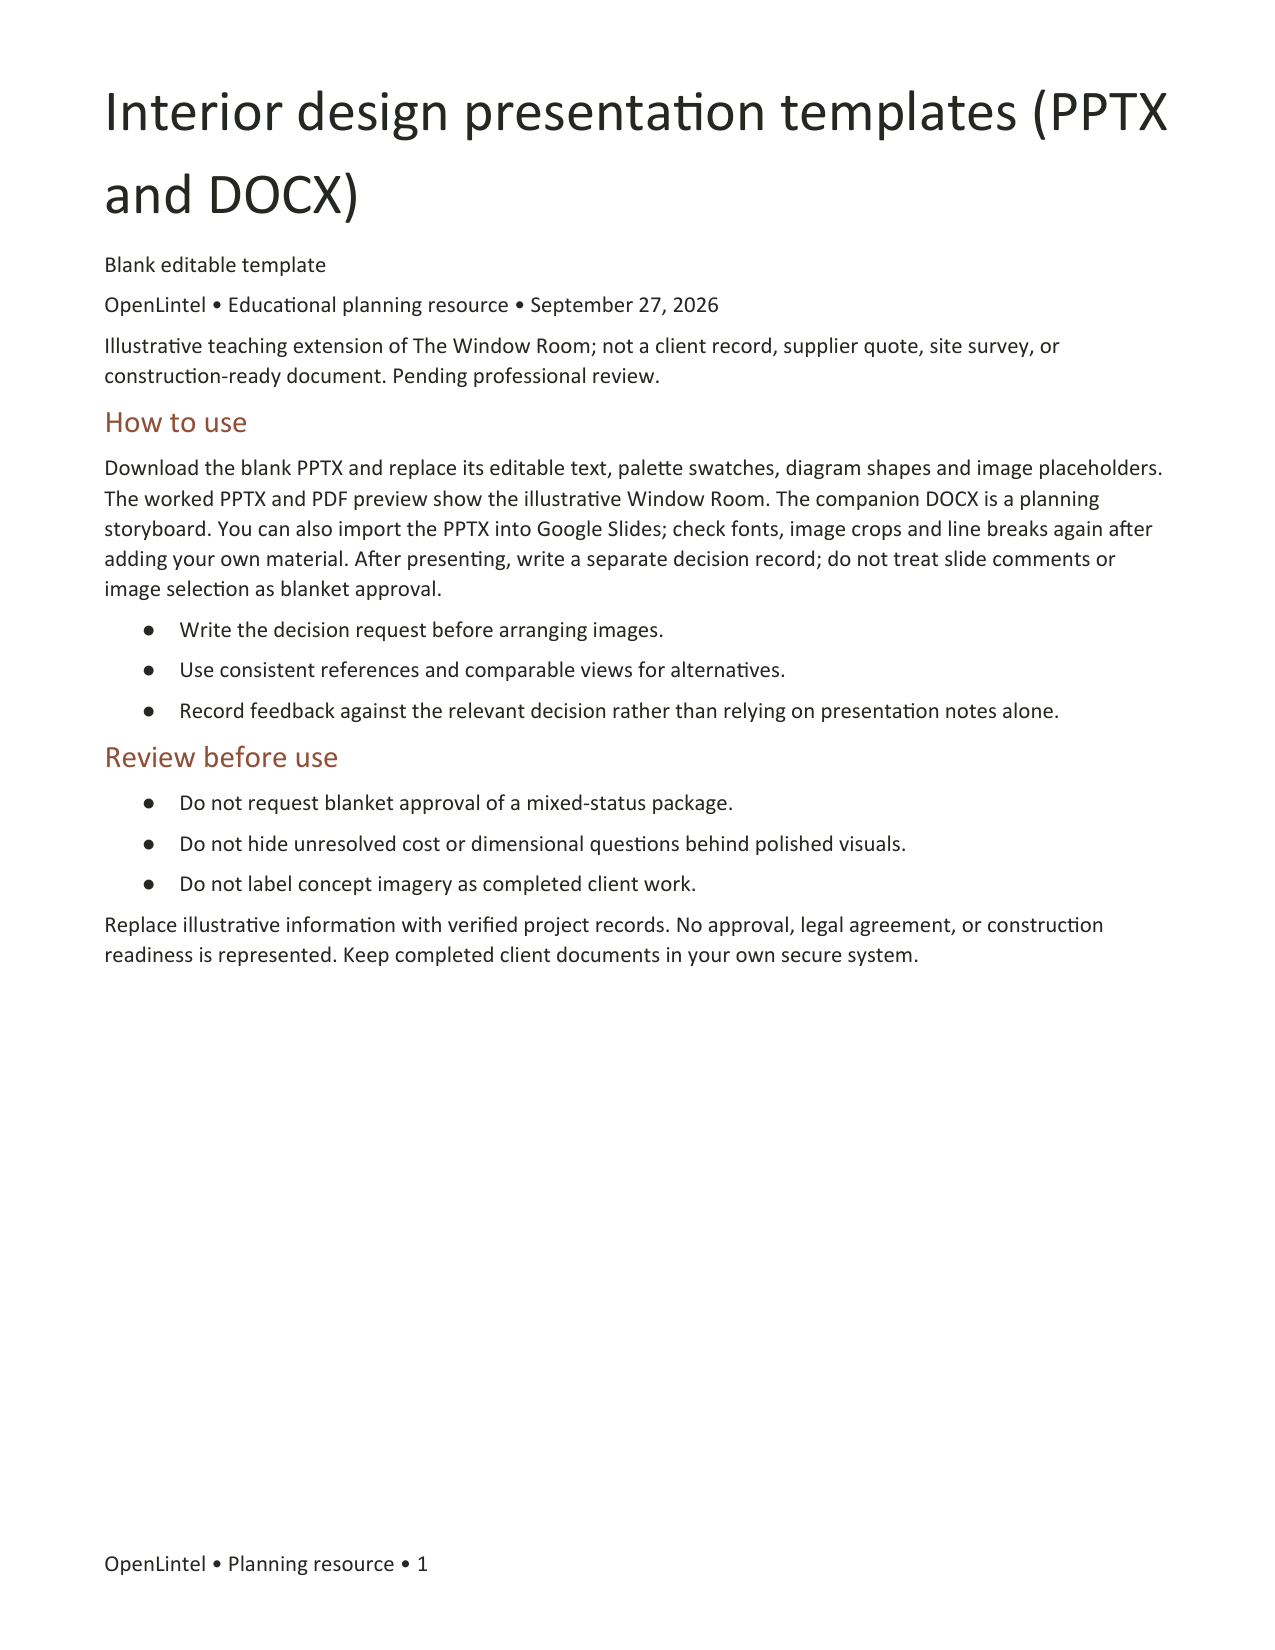 Interior design presentation templates (PPTX
and DOCX)
Blank editable template
OpenLintel • Educational planning resource • September 27, 2026
Illustrative teaching extension of The Window Room; not a client record, supplier quote, site survey, or
construction-ready document. Pending professional review.
How to use
Download the blank PPTX and replace its editable text, palette swatches, diagram shapes and image placeholders.
The worked PPTX and PDF preview show the illustrative Window Room. The companion DOCX is a planning
storyboard. You can also import the PPTX into Google Slides; check fonts, image crops and line breaks again after
adding your own material. After presenting, write a separate decision record; do not treat slide comments or
image selection as blanket approval.
● Write the decision request before arranging images.
● Use consistent references and comparable views for alternatives.
● Record feedback against the relevant decision rather than relying on presentation notes alone.
Review before use
● Do not request blanket approval of a mixed-status package.
● Do not hide unresolved cost or dimensional questions behind polished visuals.
● Do not label concept imagery as completed client work.
Replace illustrative information with verified project records. No approval, legal agreement, or construction
readiness is represented. Keep completed client documents in your own secure system.
OpenLintel • Planning resource • 1